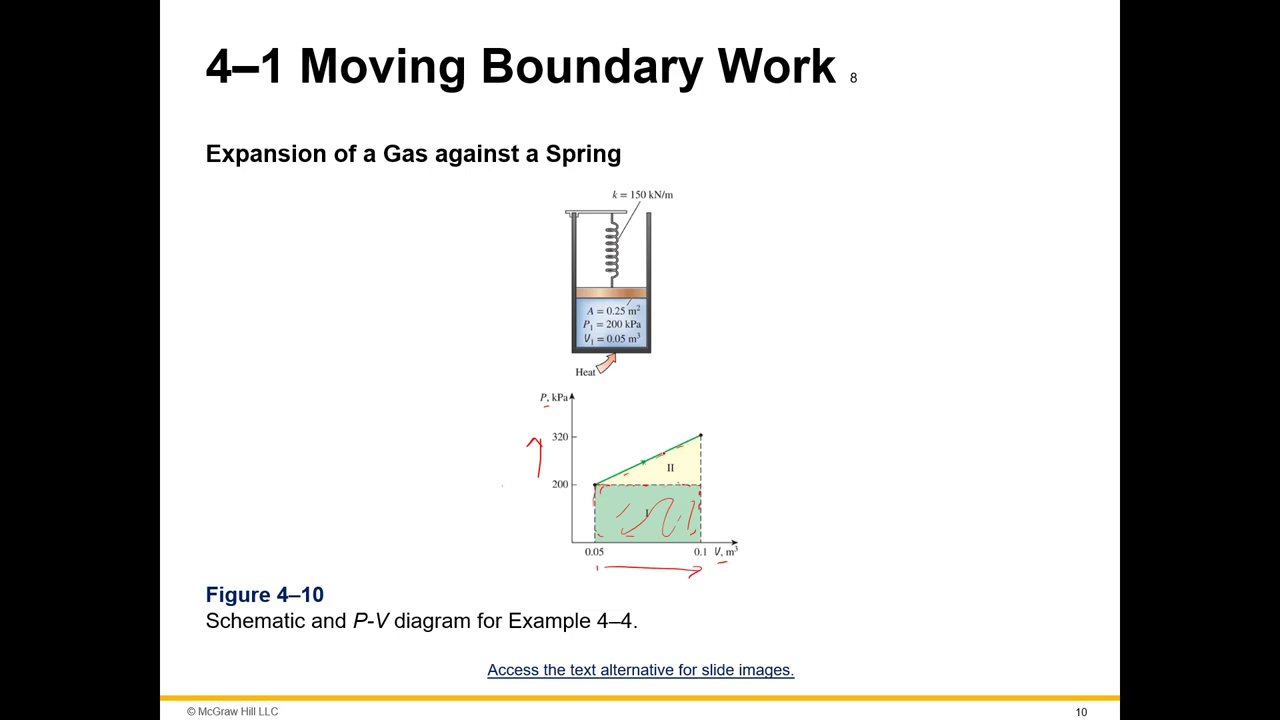 4–1 Moving Boundary Work 8
Expansion of a Gas against a Spring
k = 150 kN/m
A = 0.25 m²
P₁ = 200 kPa
V₁ = 0.05 m³
Heat
P, kPa
320
II
200
I
0.05 0.1 V, m³
Figure 4–10
Schematic and P-V diagram for Example 4–4.
Access the text alternative for slide images.
© McGraw Hill LLC 10